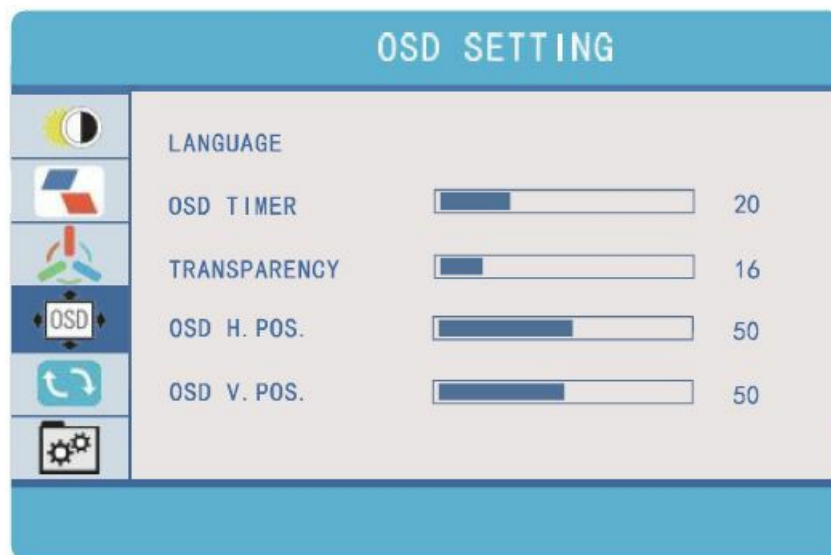 OSD SETTING
LANGUAGE
OSD TIMER 20
TRANSPARENCY 16
OSD
OSD H. POS. 50
OSD V. POS. 50